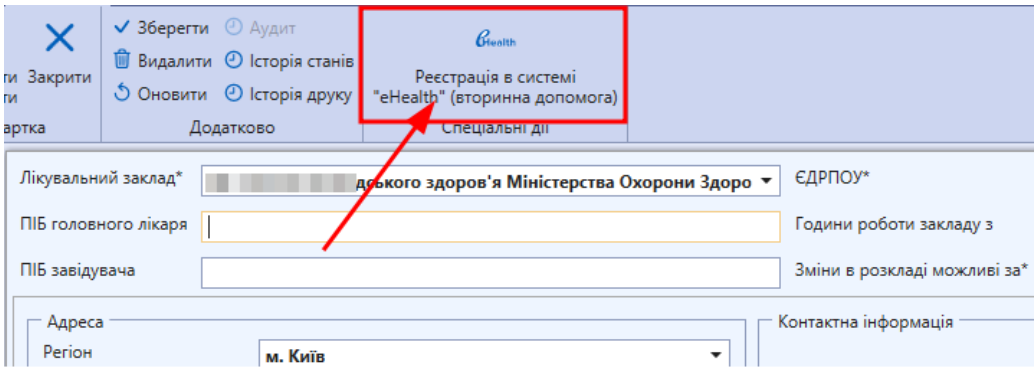 Зберегти Аудит
eHealth
Видалити Історія станів
ти Закрити
Реєстрація в системі
ти
Оновити Історія друку
"eHealth" (вторинна допомога)
артка Додатково Спеціальні дії
Лікувальний заклад* дського здоров'я Міністерства Охорони Здоро ЄДРПОУ*
ПІБ головного лікаря Години роботи закладу з
ПІБ завідувача Зміни в розкладі можливі за*
Адреса Контактна інформація
Регіон м. Київ